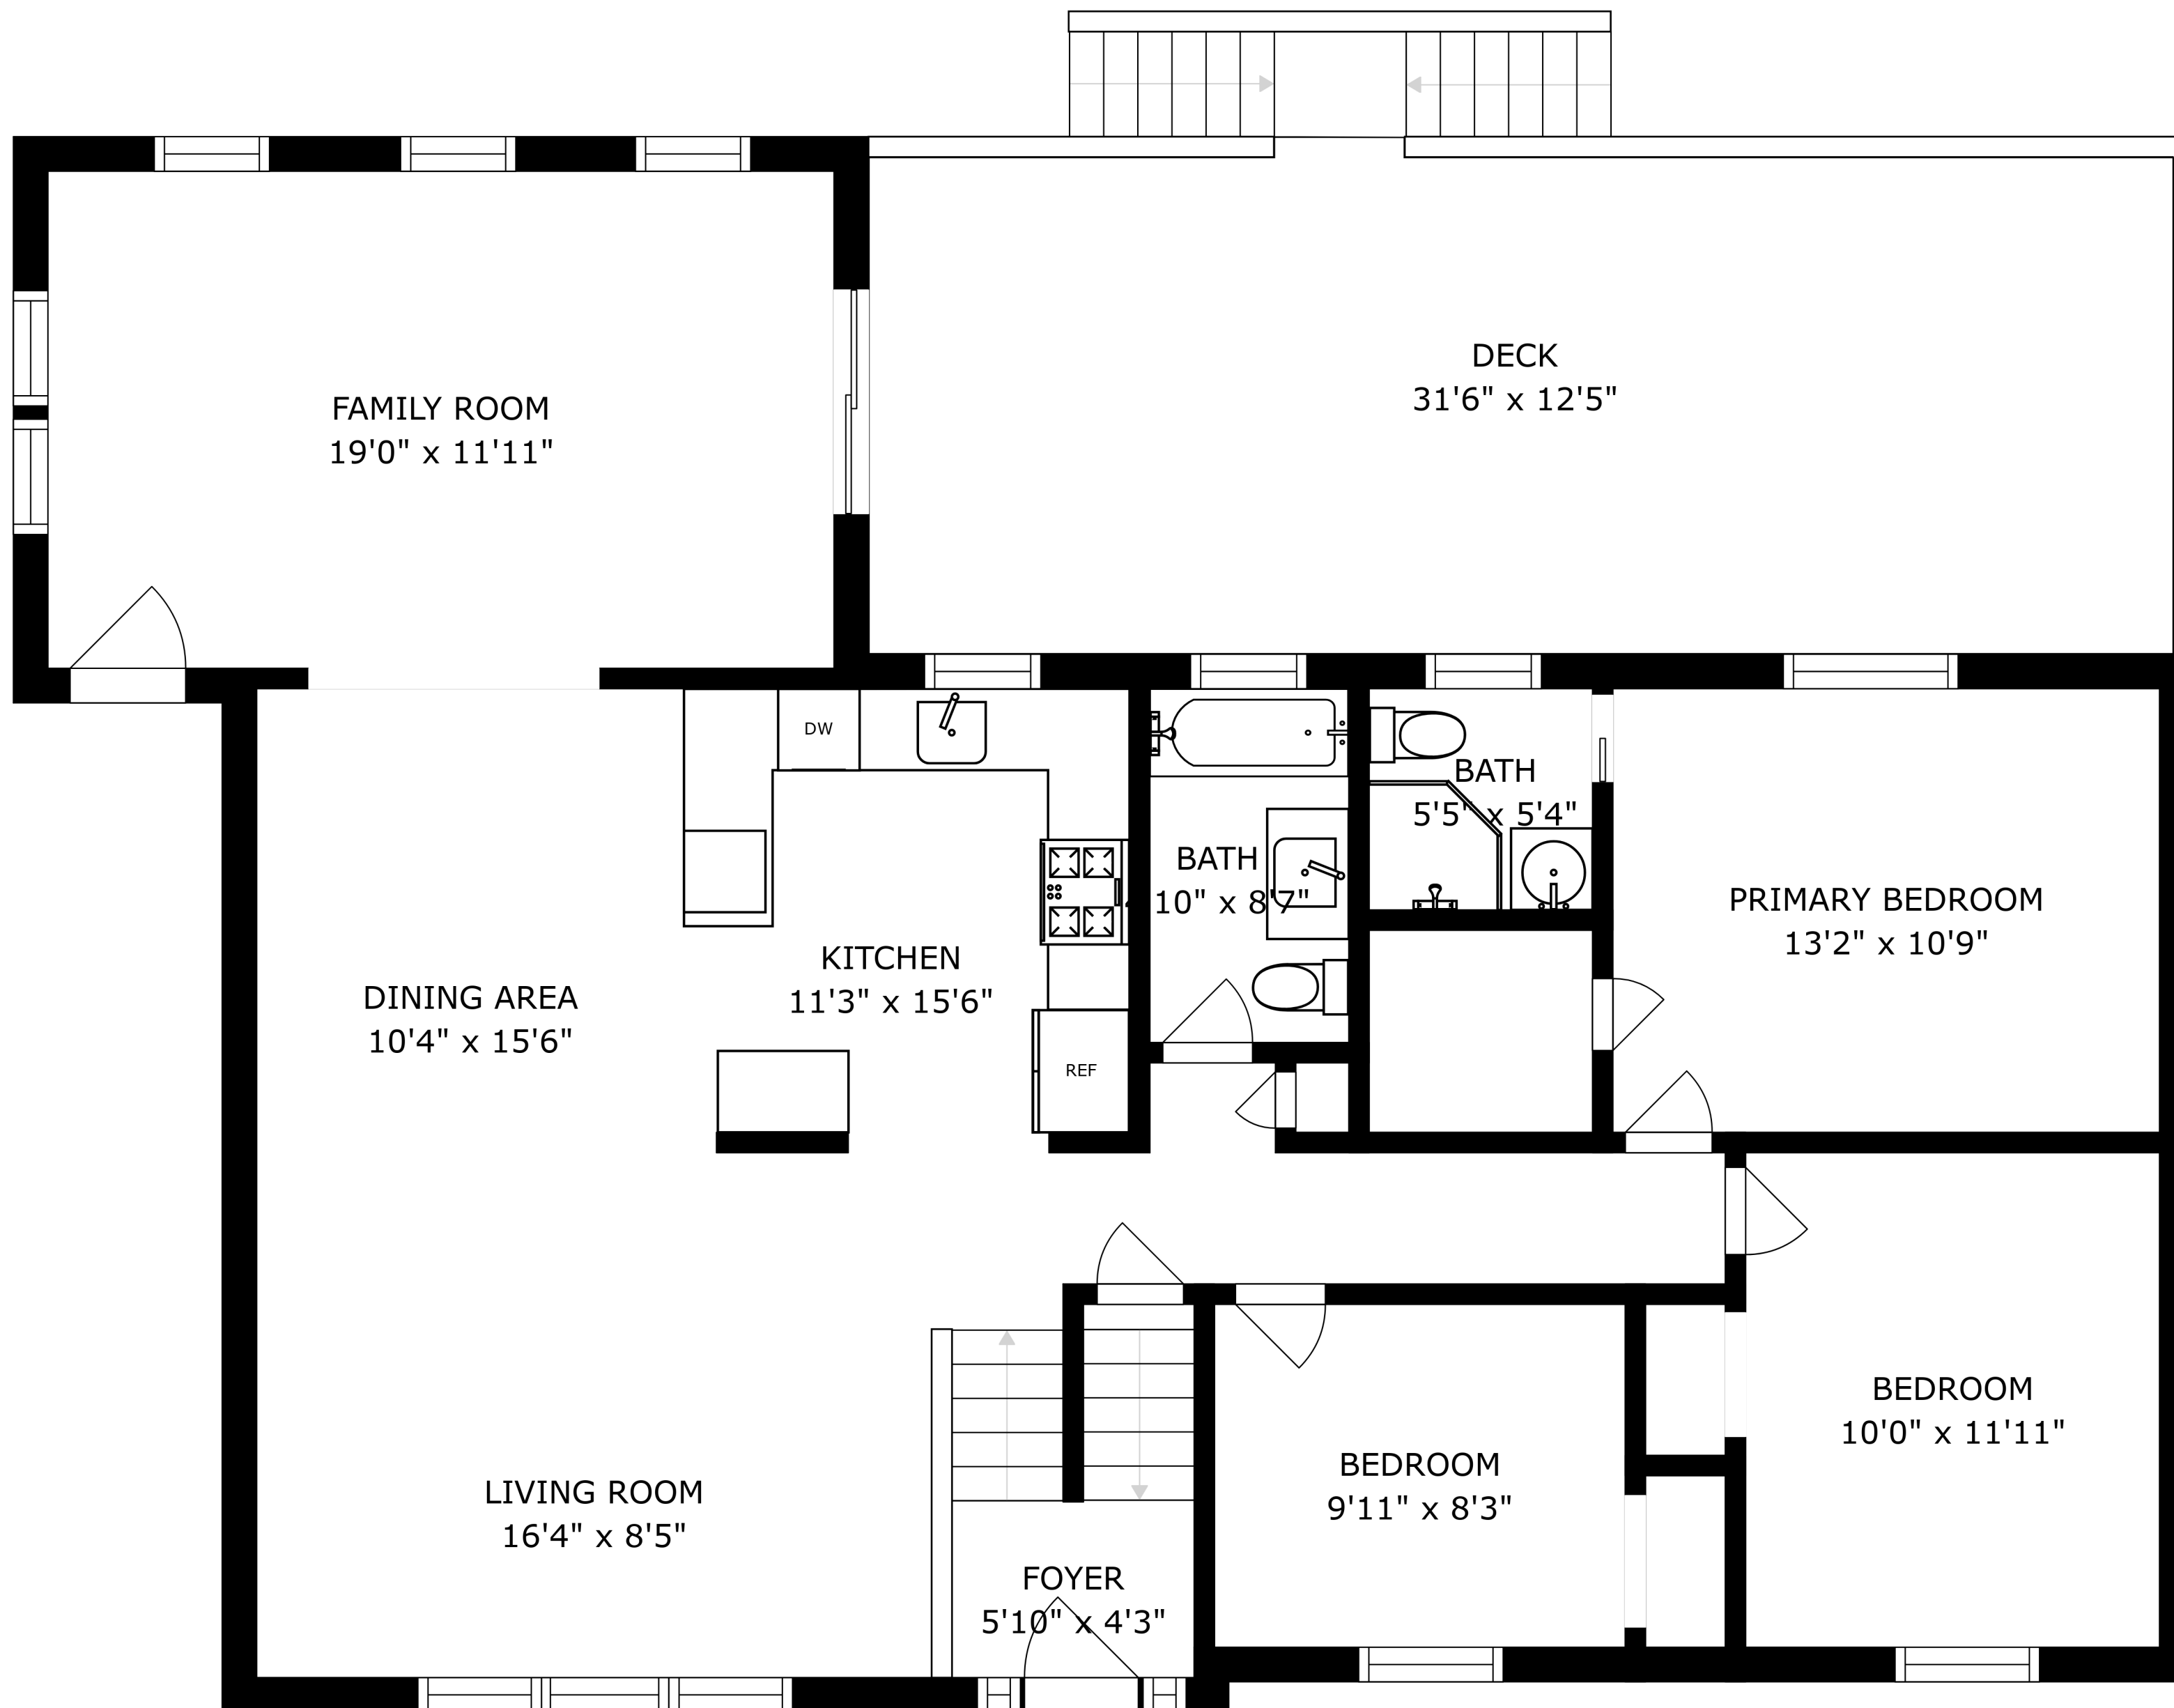 DECK
31'6" x 12'5"
FAMILY ROOM
19'0" x 11'11"
DW
BATH
5'5" x 5'4"
BATH
10" x 8'7"
PRIMARY BEDROOM
13'2" x 10'9"
KITCHEN
11'3" x 15'6"
DINING AREA
10'4" x 15'6"
REF
BEDROOM
10'0" x 11'11"
BEDROOM
9'11" x 8'3"
LIVING ROOM
16'4" x 8'5"
FOYER
5'10" x 4'3"